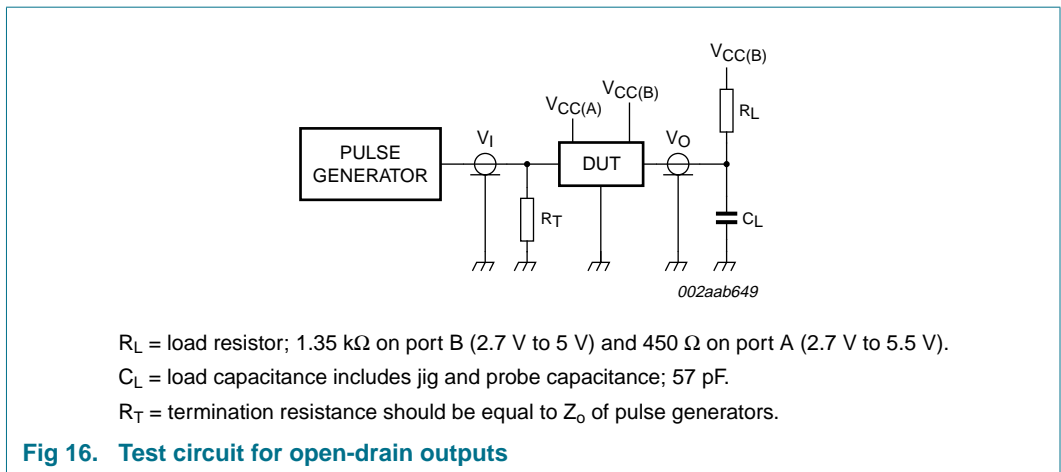 VCC(B)
VCC(B)
VCC(A)
RL
VI
VO
PULSE
GENERATOR
DUT
RT
CL
002aab649
RL = load resistor; 1.35 kΩ on port B (2.7 V to 5 V) and 450 Ω on port A (2.7 V to 5.5 V).
CL = load capacitance includes jig and probe capacitance; 57 pF.
RT = termination resistance should be equal to Zo of pulse generators.
Fig 16. Test circuit for open-drain outputs